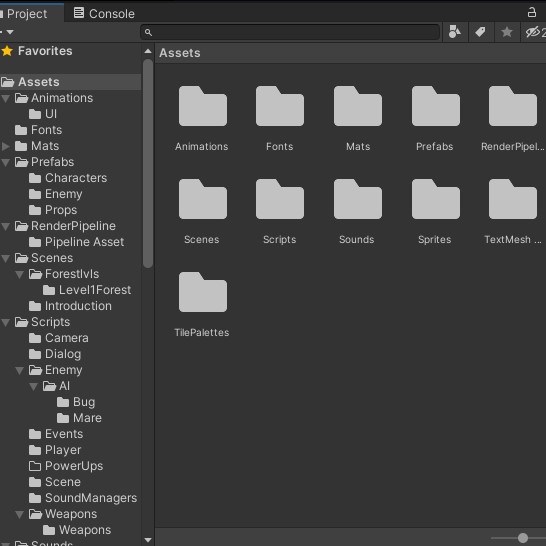 Project
Console
2
Favorites
Assets
Animations
UI
Fonts
Mats
Prefabs
Characters
Enemy
Props
RenderPipeline
Pipeline Asset
Scenes
Forestlvls
Level1Forest
Introduction
Scripts
Camera
Dialog
Enemy
AI
Bug
Mare
Events
Player
PowerUps
Scene
SoundManagers
Weapons
Weapons
Sounds
Assets
Animations Fonts Mats Prefabs RenderPipel...
Scenes Scripts Sounds Sprites TextMesh ...
TilePalettes